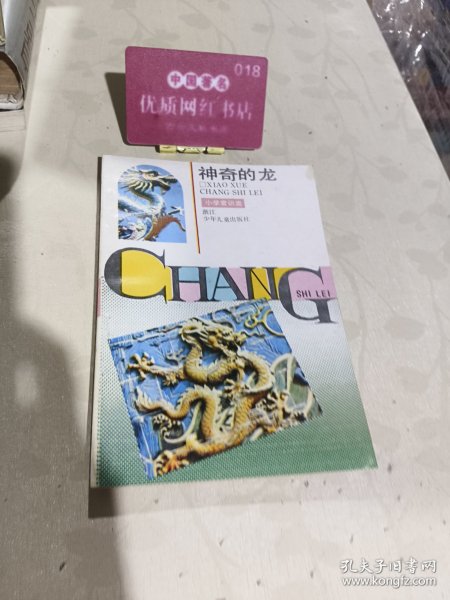 018
中国著名
优质网红书店
神奇的龙
□XIAO XUE
CHANG SHI LEI
小学常识类
浙江
少年儿童出版社
CHANG
SHI LEI
孔夫子旧书网
www.kongfz.com